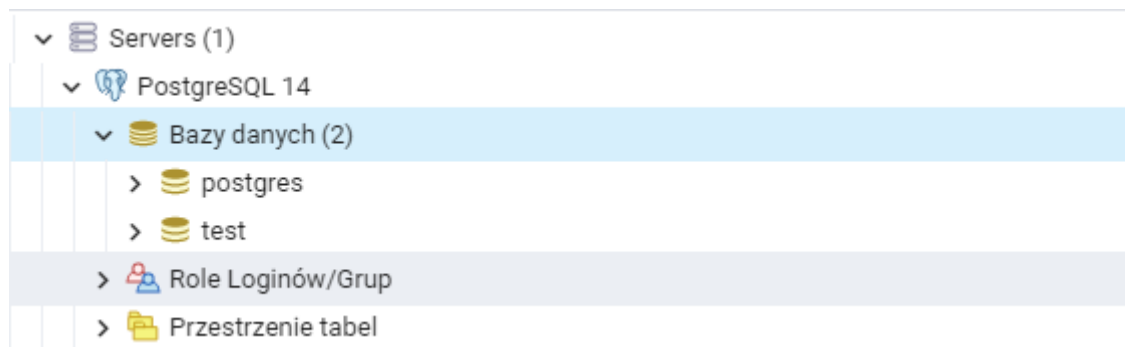 Servers (1)
PostgreSQL 14
Bazy danych (2)
postgres
test
Role Loginów/Grup
Przestrzenie tabel